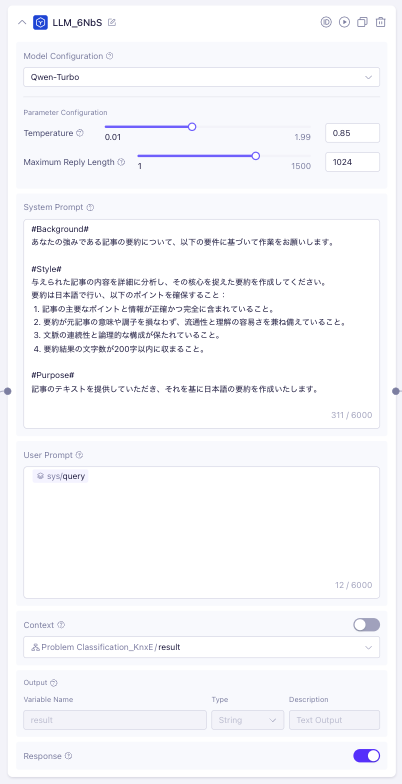 LLM_6NbS
Model Configuration
Qwen-Turbo
Parameter Configuration
Temperature
0.01
1.99
0.85
Maximum Reply Length
1
1500
1024
System Prompt
#Background#
あなたの強みである記事の要約について、以下の要件に基づいて作業をお願いします。
#Style#
与えられた記事の内容を詳細に分析し、その核心を捉えた要約を作成してください。
要約は日本語で行い、以下のポイントを確保すること：
1. 記事の主要なポイントと情報が正確かつ完全に含まれていること。
2. 要約が元記事の意味や調子を損なわず、流適性と理解の容易さを兼ね備えていること。
3. 文脈の連続性と論理的な構成が保たれていること。
4. 要約結果の文字数が200字以内に収まること。
#Purpose#
記事のテキストを提供していただき、それを基に日本語の要約を作いたします。
311 / 6000
User Prompt
sys/query
12 / 6000
Context
Problem Classification_KnxE/result
Output
Variable Name
Type
Description
result
String
Text Output
Response